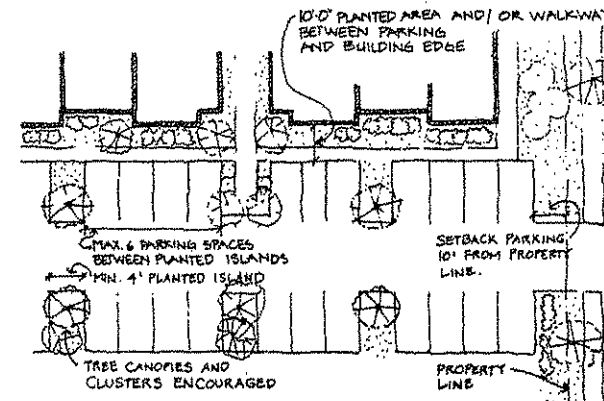 10'-0" PLANTED AREA AND/ OR WALKWA
BETWEEN PARKING
AND BUILDING EDGE
MAX. 6 PARKING SPACES
BETWEEN PLANTED ISLANDS
MIN. 4' PLANTED ISLAND
SETBACK PARKING
10' FROM PROPERTY
LINE.
TREE CANOPIES AND
CLUSTERS ENCOURAGED
PROPERTY
LINE